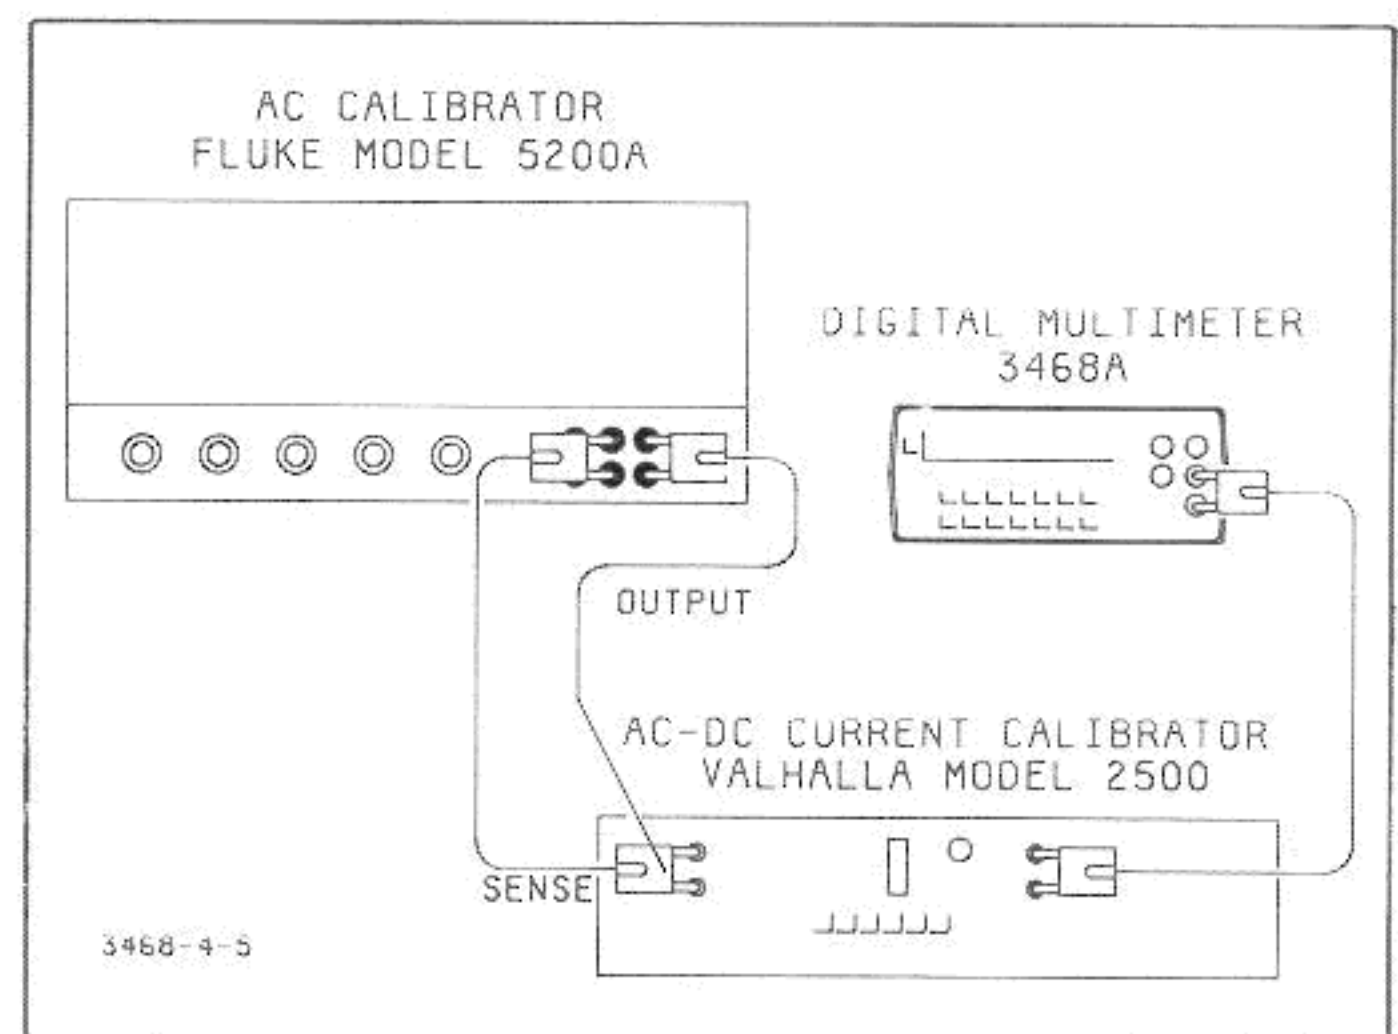 AC CALIBRATOR
FLUKE MODEL 5200A
DIGITAL MULTIMETER
3468A
OUTPUT
AC-DC CURRENT CALIBRATOR
VALHALLA MODEL 2500
SENSE
3468-4-5